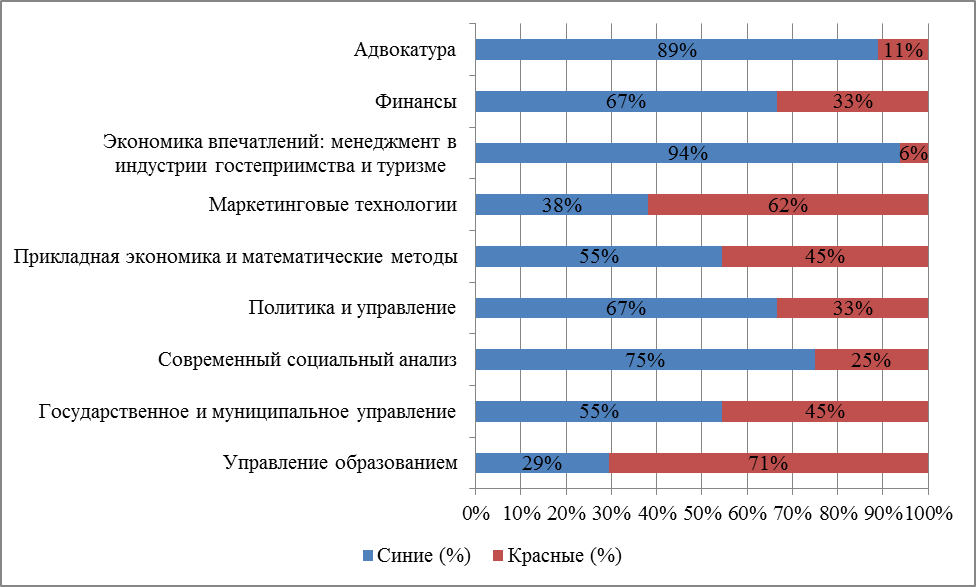 Адвокатура 89% 11%
Финансы 67% 33%
Экономика впечатлений: менеджмент в
индустрии гостеприимства и туризме 94% 6%
Маркетинговые технологии 38% 62%
Прикладная экономика и математические методы 55% 45%
Политика и управление 67% 33%
Современный социальный анализ 75% 25%
Государственное и муниципальное управление 55% 45%
Управление образованием 29% 71%
0% 10% 20% 30% 40% 50% 60% 70% 80% 90% 100%
Синие (%) Красные (%)